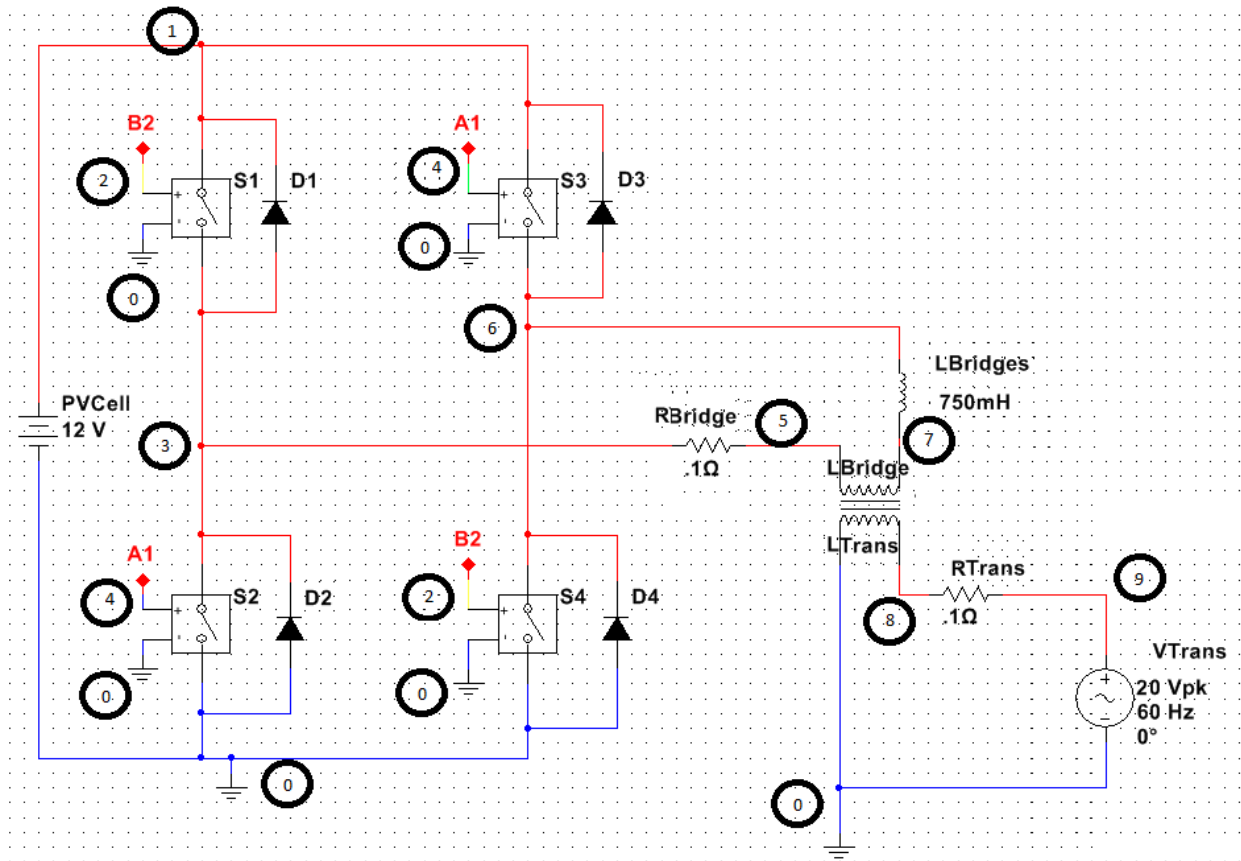 1
B2
2
S1
D1
0
A1
4
S3
D3
0
6
PVCell
12 V
3
RBridge
.1Ω
5
LBridges
750mH
7
LBridge
LTrans
A1
4
S2
D2
0
B2
2
S4
D4
0
0
8
RTrans
.1Ω
9
VTrans
20 Vpk
60 Hz
0°
0
+
-
+
-
+
-
+
-
+
~
-